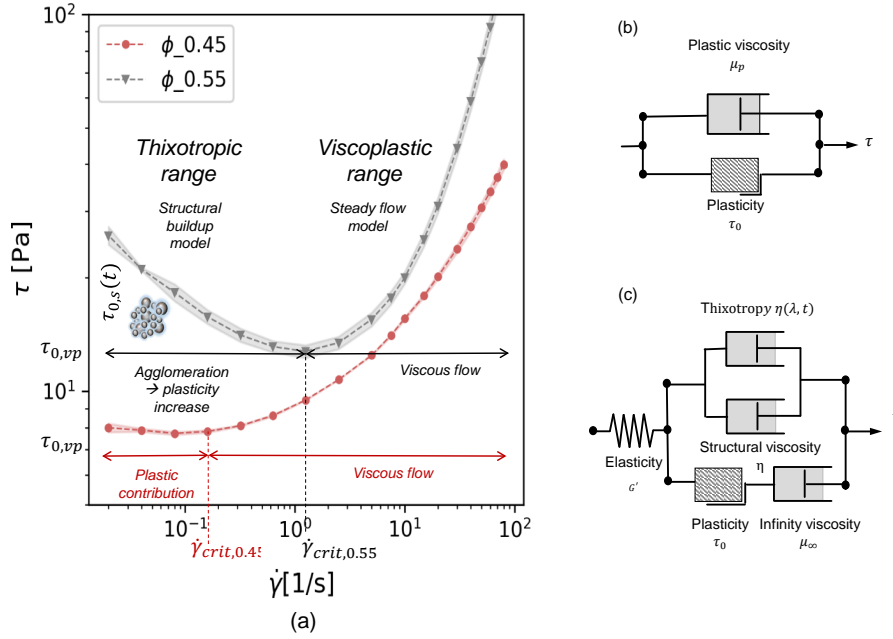 (a)
10²
ϕ_0.45
ϕ_0.55
Thixotropic
range
Structural
buildup
model
Viscoplastic
range
Steady flow
model
τ [Pa]
τ₀,ₛ(t)
τ₀,ᵥₚ
Agglomeration
→ plasticity
increase
Viscous flow
10¹
τ₀,ᵥₚ
Plastic
contribution
Viscous flow
10⁻¹
10⁰
10¹
10²
γ̇crit,0.45
γ̇crit,0.55
γ̇[1/s]
(a)
(b)
Plastic viscosity
μₚ
τ
Plasticity
τ₀
(c)
Thixotropy η(λ, t)
Elasticity
G′
Structural viscosity
η
Plasticity
τ₀
Infinity viscosity
μ∞